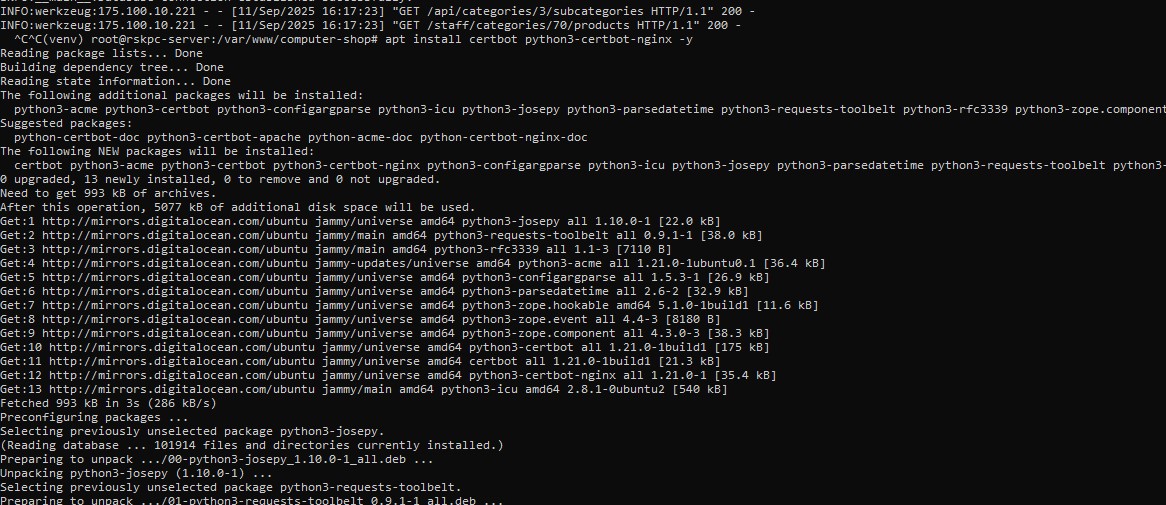 INFO:__main__:Database connection established successfully.
INFO:werkzeug:175.100.10.221 - - [11/Sep/2025 16:17:23] "GET /api/categories/3/subcategories HTTP/1.1" 200 -
INFO:werkzeug:175.100.10.221 - - [11/Sep/2025 16:17:23] "GET /staff/categories/70/products HTTP/1.1" 200 -
^C^C(venv) root@rskpc-server:/var/www/computer-shop# apt install certbot python3-certbot-nginx -y
Reading package lists... Done
Building dependency tree... Done
Reading state information... Done
The following additional packages will be installed:
python3-acme python3-certbot python3-configargparse python3-icu python3-josepy python3-parsedatetime python3-requests-toolbelt python3-rfc3339 python3-zope.component
Suggested packages:
python-certbot-doc python3-certbot-apache python-acme-doc python-certbot-nginx-doc
The following NEW packages will be installed:
certbot python3-acme python3-certbot python3-certbot-nginx python3-configargparse python3-icu python3-josepy python3-parsedatetime python3-requests-toolbelt python3-
0 upgraded, 13 newly installed, 0 to remove and 0 not upgraded.
Need to get 993 kB of archives.
After this operation, 5077 kB of additional disk space will be used.
Get:1 http://mirrors.digitalocean.com/ubuntu jammy/universe amd64 python3-josepy all 1.10.0-1 [22.0 kB]
Get:2 http://mirrors.digitalocean.com/ubuntu jammy/main amd64 python3-requests-toolbelt all 0.9.1-1 [38.0 kB]
Get:3 http://mirrors.digitalocean.com/ubuntu jammy/main amd64 python3-rfc3339 all 1.1-3 [7110 B]
Get:4 http://mirrors.digitalocean.com/ubuntu jammy-updates/universe amd64 python3-acme all 1.21.0-1ubuntu0.1 [36.4 kB]
Get:5 http://mirrors.digitalocean.com/ubuntu jammy/universe amd64 python3-configargparse all 1.5.3-1 [26.9 kB]
Get:6 http://mirrors.digitalocean.com/ubuntu jammy/universe amd64 python3-parsedatetime all 2.6-2 [32.9 kB]
Get:7 http://mirrors.digitalocean.com/ubuntu jammy/universe amd64 python3-zope.hookable amd64 5.1.0-1build1 [11.6 kB]
Get:8 http://mirrors.digitalocean.com/ubuntu jammy/universe amd64 python3-zope.event all 4.4-3 [8180 B]
Get:9 http://mirrors.digitalocean.com/ubuntu jammy/universe amd64 python3-zope.component all 4.3.0-3 [38.3 kB]
Get:10 http://mirrors.digitalocean.com/ubuntu jammy/universe amd64 python3-certbot all 1.21.0-1build1 [175 kB]
Get:11 http://mirrors.digitalocean.com/ubuntu jammy/universe amd64 certbot all 1.21.0-1build1 [21.3 kB]
Get:12 http://mirrors.digitalocean.com/ubuntu jammy/universe amd64 python3-certbot-nginx all 1.21.0-1 [35.4 kB]
Get:13 http://mirrors.digitalocean.com/ubuntu jammy/main amd64 python3-icu amd64 2.8.1-0ubuntu2 [540 kB]
Fetched 993 kB in 3s (286 kB/s)
Preconfiguring packages ...
Selecting previously unselected package python3-josepy.
(Reading database ... 101914 files and directories currently installed.)
Preparing to unpack .../00-python3-josepy_1.10.0-1_all.deb ...
Unpacking python3-josepy (1.10.0-1) ...
Selecting previously unselected package python3-requests-toolbelt.
Preparing to unpack .../01-python3-requests-toolbelt_0.9.1-1_all.deb ...